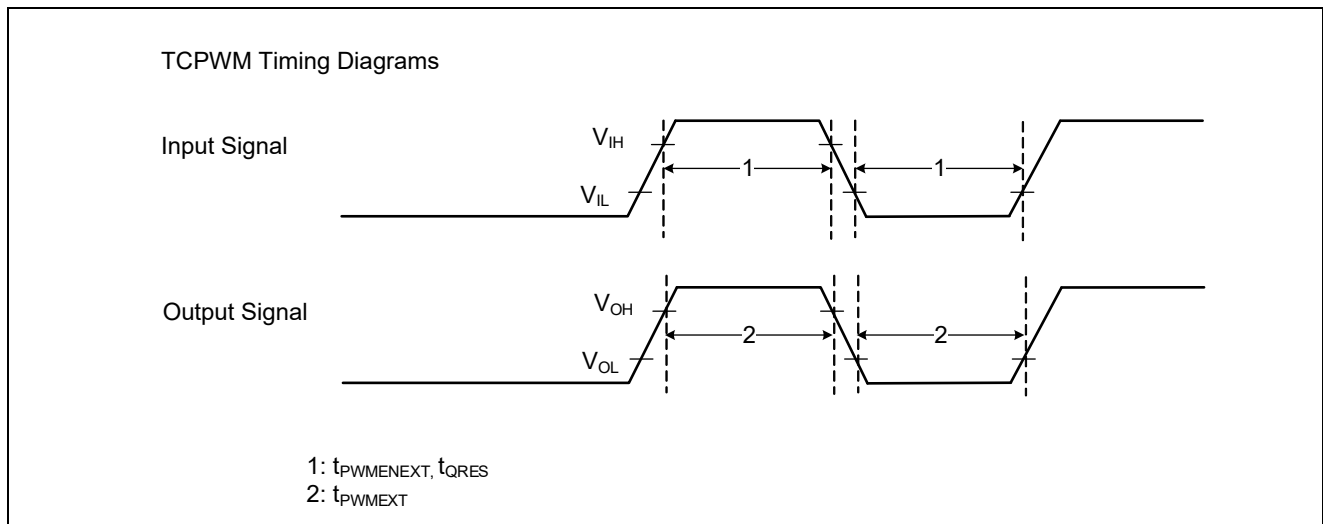 TCPWM Timing Diagrams
Input Signal
VIH
VIL
1
1
Output Signal
VOH
VOL
2
2
1: tPWMENEXT, tQRES
2: tPWMEXT